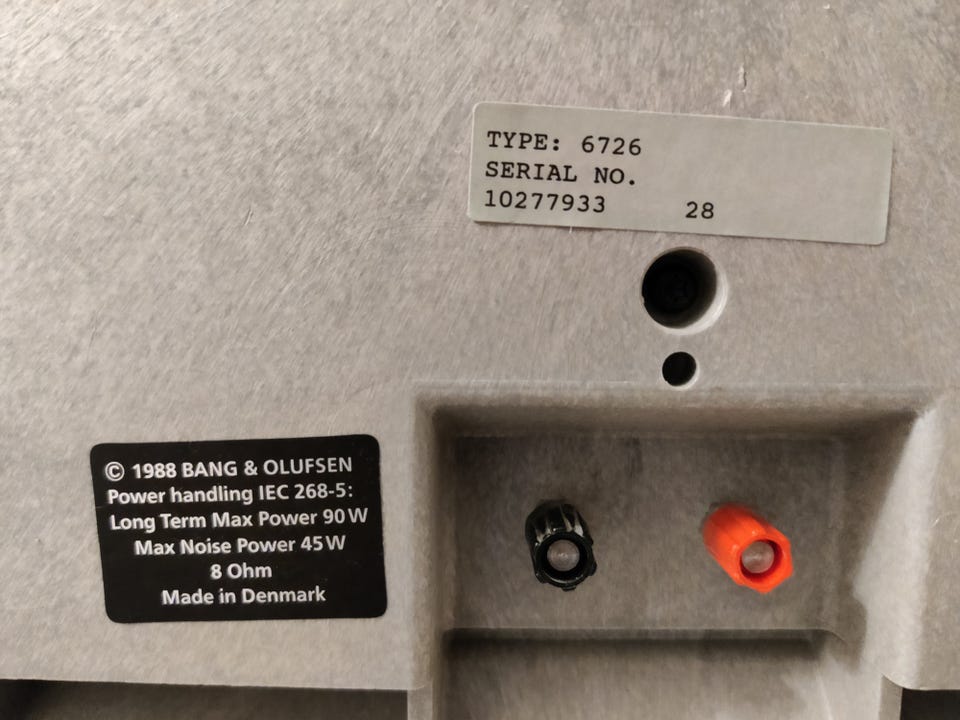 TYPE: 6726
SERIAL NO.
10277933 28
© 1988 BANG & OLUFSEN
Power handling IEC 268-5:
Long Term Max Power 90 W
Max Noise Power 45 W
8 Ohm
Made in Denmark